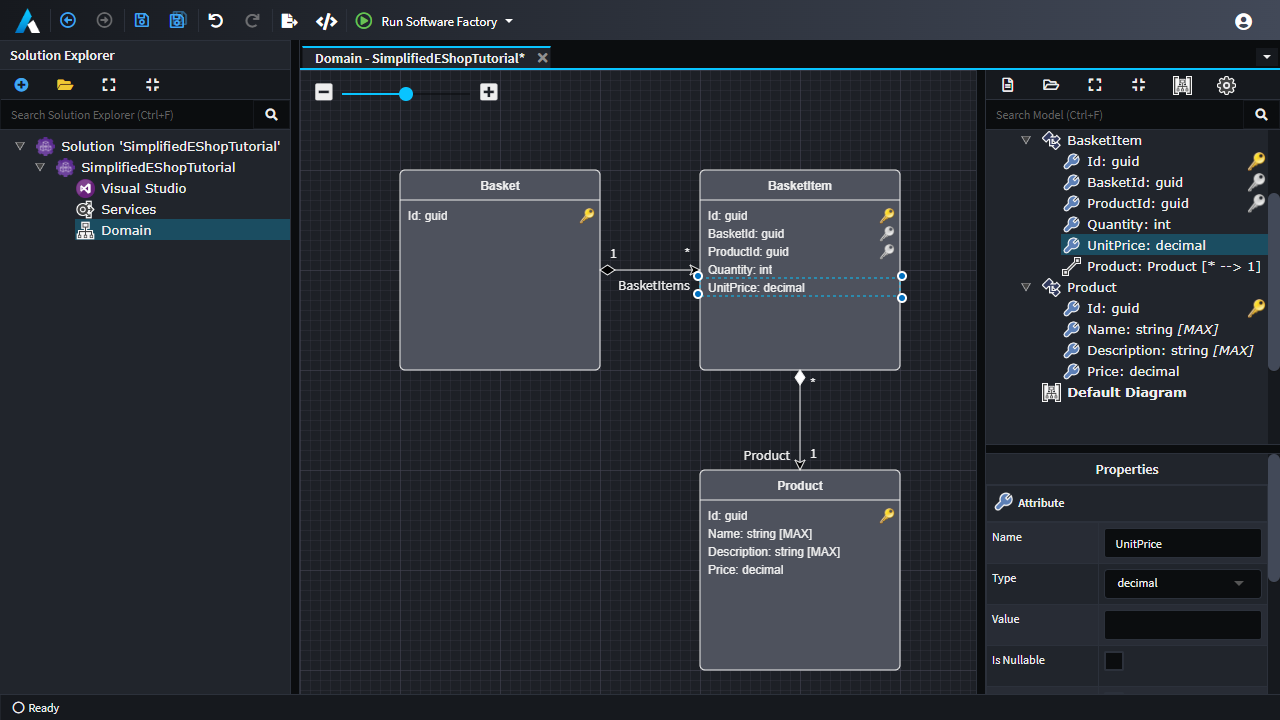 Run Software Factory
Solution Explorer
Search Solution Explorer (Ctrl+F)
Solution 'SimplifiedEShopTutorial'
SimplifiedEShopTutorial
Visual Studio
Services
Domain
Domain - SimplifiedEShopTutorial*
Basket
Id: guid
1
*
BasketItems
BasketItem
Id: guid
BasketId: guid
ProductId: guid
Quantity: int
UnitPrice: decimal
*
Product
1
Product
Id: guid
Name: string [MAX]
Description: string [MAX]
Price: decimal
Search Model (Ctrl+F)
BasketItem
Id: guid
BasketId: guid
ProductId: guid
Quantity: int
UnitPrice: decimal
Product: Product [* --> 1]
Product
Id: guid
Name: string [MAX]
Description: string [MAX]
Price: decimal
Default Diagram
Properties
Attribute
Name
UnitPrice
Type
decimal
Value
Is Nullable
Ready